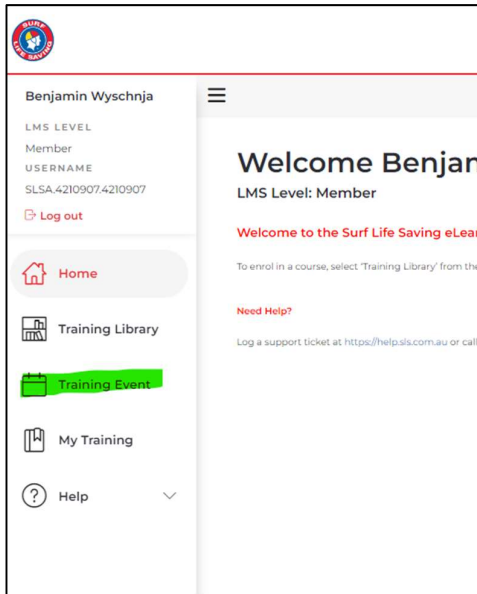 SURF
LIFE SAVING
Benjamin Wyschnja
LMS LEVEL
Member
USERNAME
SLSA.4210907.4210907
Log out
Home
Training Library
Training Event
My Training
Help
Welcome Benjam
LMS Level: Member
Welcome to the Surf Life Saving eLear
To enrol in a course, select 'Training Library' from the
Need Help?
Log a support ticket at https://help.sls.com.au or call